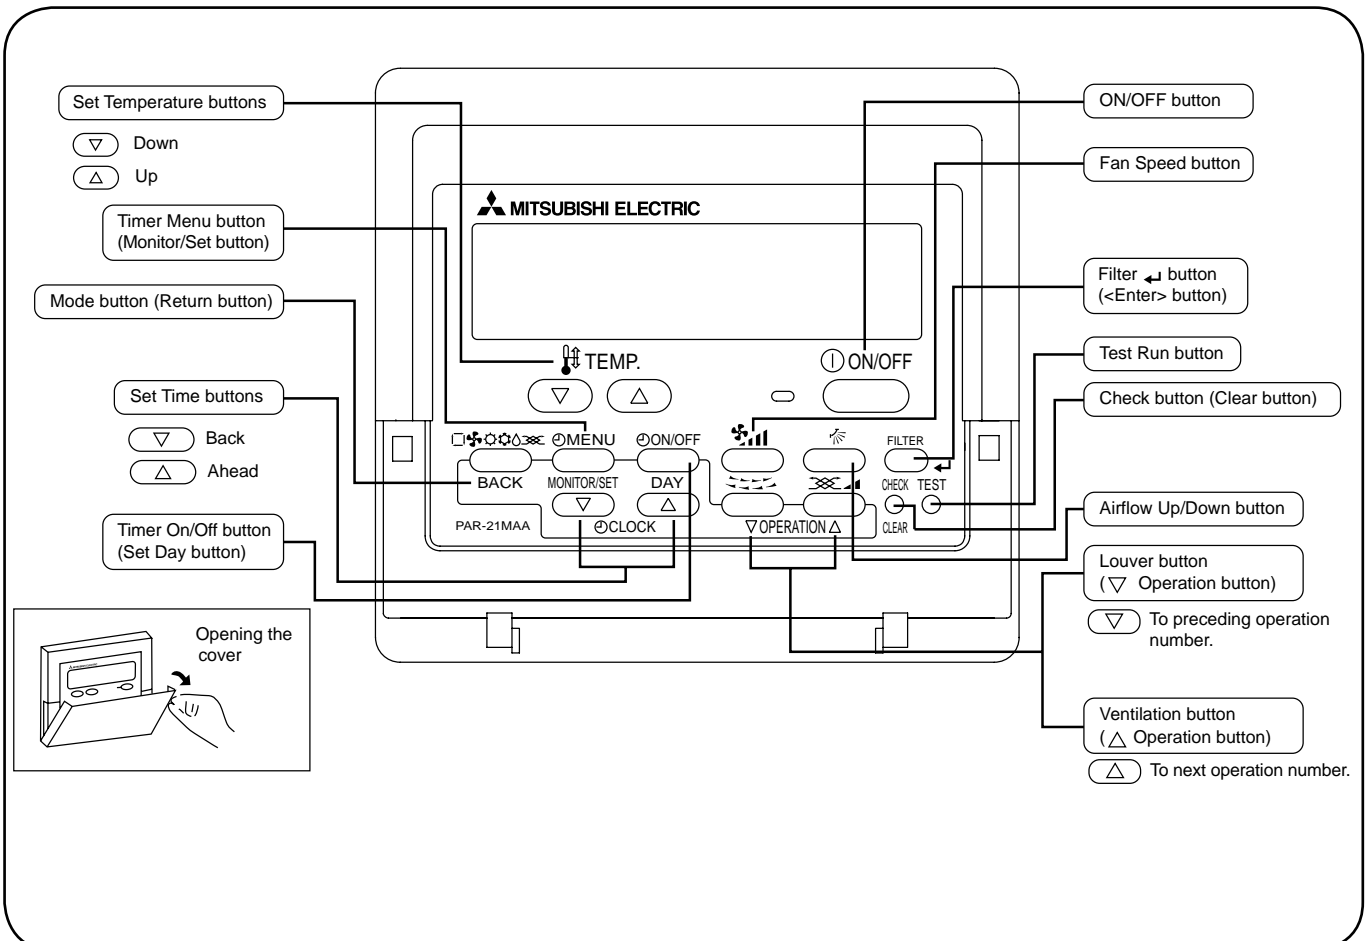 Set Temperature buttons
Down
Up
Timer Menu button
(Monitor/Set button)
Mode button (Return button)
Set Time buttons
Back
Ahead
Timer On/Off button
(Set Day button)
Opening the
cover
MITSUBISHI ELECTRIC
TEMP.
ON/OFF
MENU
ON/OFF
FILTER
BACK
MONITOR/SET
DAY
CHECK
TEST
PAR-21MAA
CLOCK
▽OPERATION△
CLEAR
ON/OFF button
Fan Speed button
Filter ↵ button
(<Enter> button)
Test Run button
Check button (Clear button)
Airflow Up/Down button
Louver button
(▽ Operation button)
To preceding operation
number.
Ventilation button
(△ Operation button)
To next operation number.